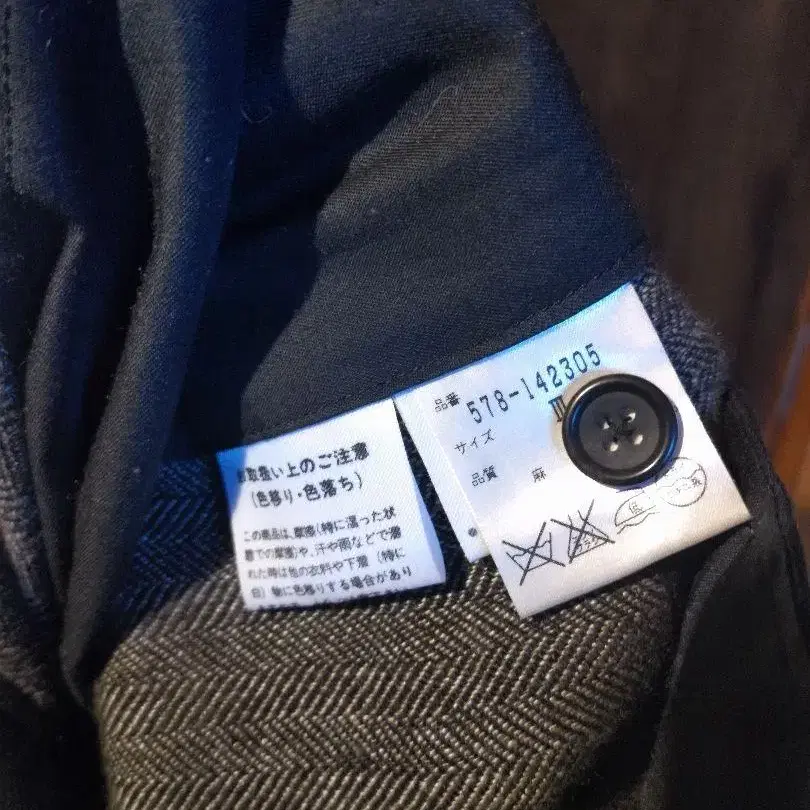 お取扱い上のご注意
(色移り・色落ち)
この商品は、摩擦(特に湿った状
態での摩擦)や、汗や雨などで濡
れた時は他の衣料や下着(特に
白)物に色移りする場合があり
品番 578-142305
サイズ III
品質 麻
低